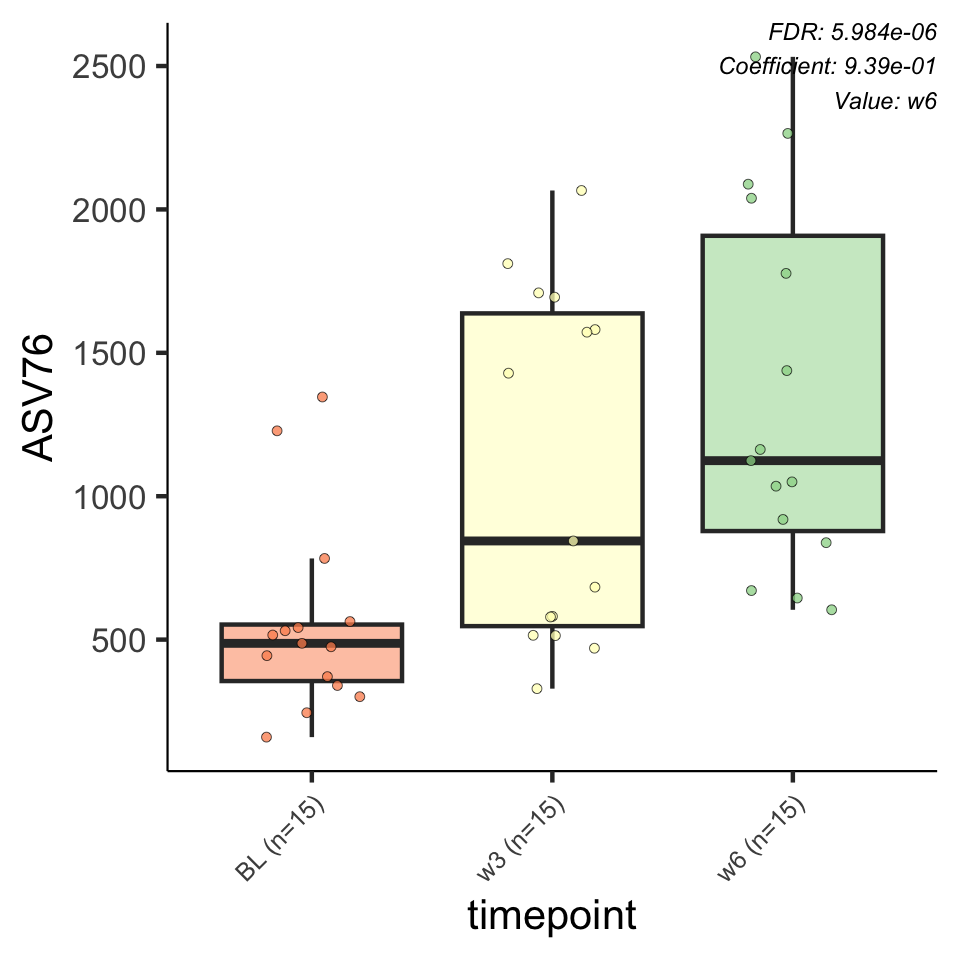 FDR: 5.984e-06
Coefficient: 9.39e-01
Value: w6
2500
2000
1500
1000
500
ASV76
BL (n=15)
w3 (n=15)
w6 (n=15)
timepoint